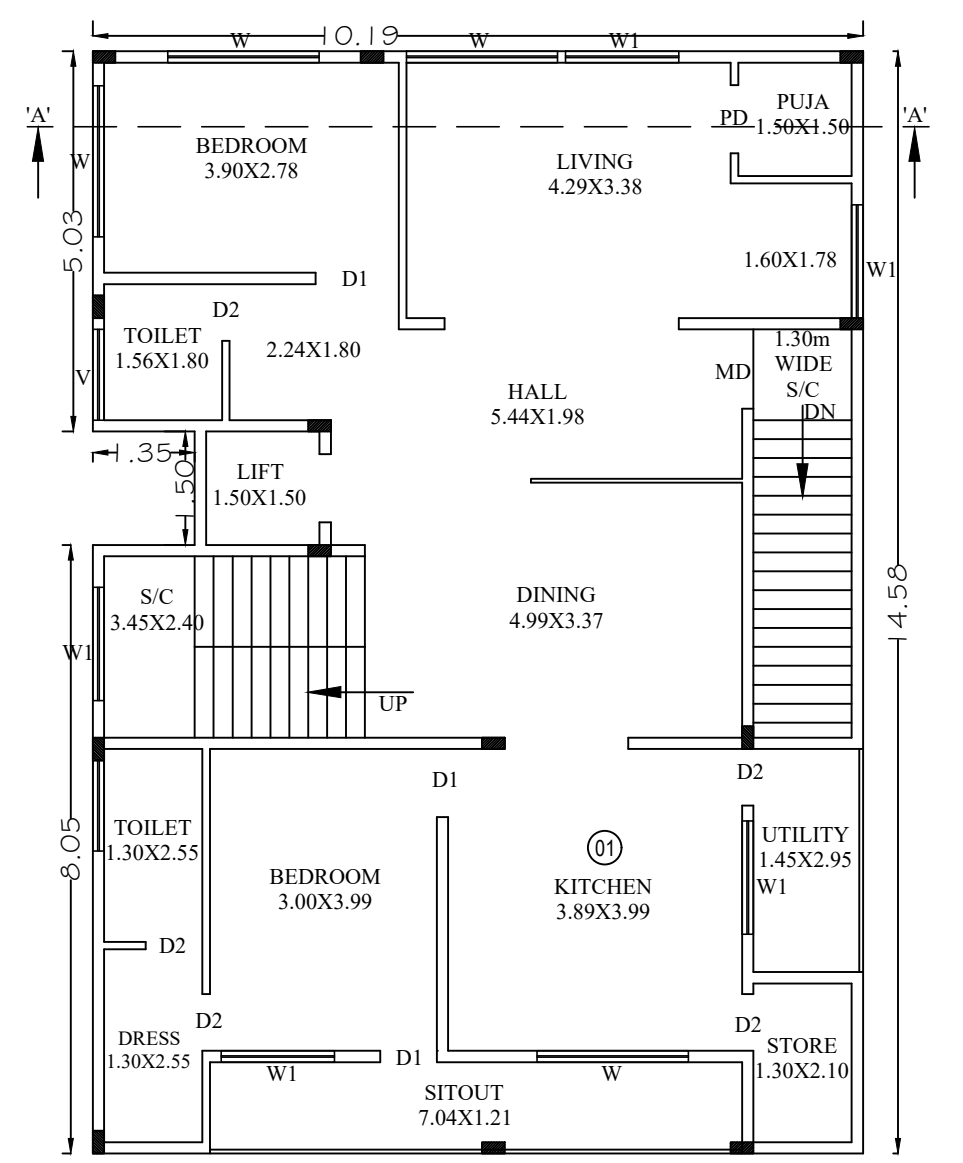 10.19
W
W
W1
'A'
'A'
PUJA
1.50X1.50
PD
BEDROOM
3.90X2.78
LIVING
4.29X3.38
W
5.03
1.60X1.78
W1
D1
D2
TOILET
1.56X1.80
2.24X1.80
V
1.30m
WIDE
S/C
DN
MD
HALL
5.44X1.98
1.35
1.50
LIFT
1.50X1.50
14.58
S/C
3.45X2.40
W1
DINING
4.99X3.37
UP
D1
D2
TOILET
1.30X2.55
8.05
01
KITCHEN
3.89X3.99
UTILITY
1.45X2.95
W1
BEDROOM
3.00X3.99
D2
D2
D2
DRESS
1.30X2.55
STORE
1.30X2.10
D1
W1
W
SITOUT
7.04X1.21